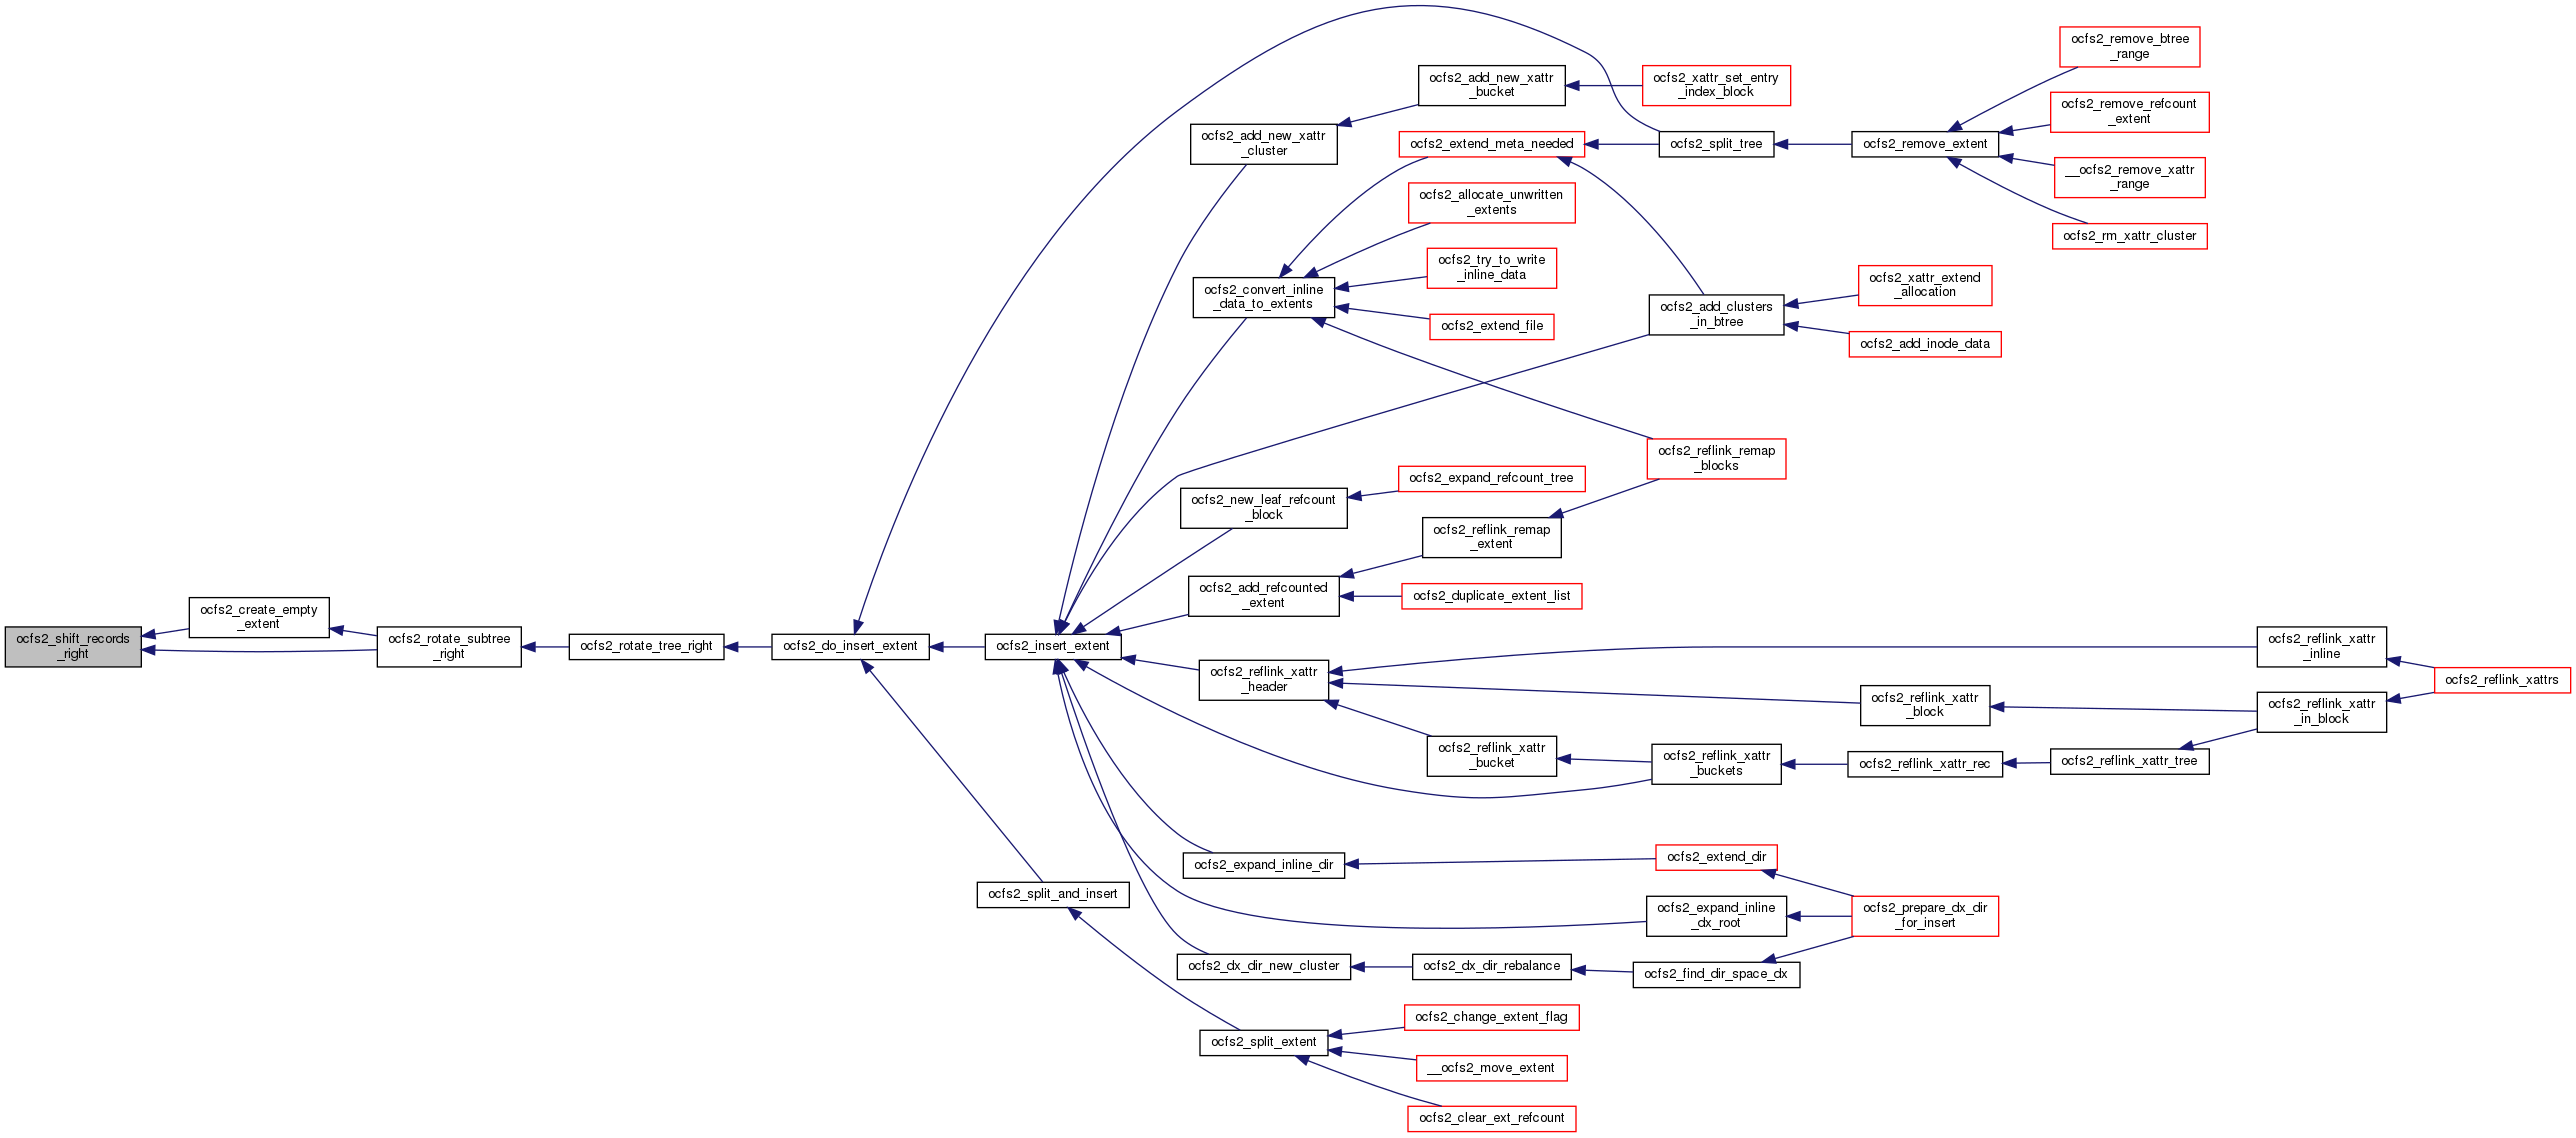 ocfs2_shift_records
_right
ocfs2_create_empty
_extent
ocfs2_rotate_subtree
_right
ocfs2_rotate_tree_right
ocfs2_do_insert_extent
ocfs2_insert_extent
ocfs2_split_and_insert
ocfs2_add_new_xattr
_cluster
ocfs2_convert_inline
_data_to_extents
ocfs2_new_leaf_refcount
_block
ocfs2_add_refcounted
_extent
ocfs2_reflink_xattr
_header
ocfs2_expand_inline_dir
ocfs2_dx_dir_new_cluster
ocfs2_split_extent
ocfs2_add_new_xattr
_bucket
ocfs2_extend_meta_needed
ocfs2_allocate_unwritten
_extents
ocfs2_try_to_write
_inline_data
ocfs2_extend_file
ocfs2_expand_refcount_tree
ocfs2_reflink_remap
_extent
ocfs2_duplicate_extent_list
ocfs2_reflink_xattr
_bucket
ocfs2_dx_dir_rebalance
ocfs2_change_extent_flag
__ocfs2_move_extent
ocfs2_clear_ext_refcount
ocfs2_xattr_set_entry
_index_block
ocfs2_split_tree
ocfs2_add_clusters
_in_btree
ocfs2_reflink_remap
_blocks
ocfs2_reflink_xattr
_buckets
ocfs2_extend_dir
ocfs2_expand_inline
_dx_root
ocfs2_find_dir_space_dx
ocfs2_remove_extent
ocfs2_xattr_extend
_allocation
ocfs2_add_inode_data
ocfs2_reflink_xattr
_block
ocfs2_reflink_xattr_rec
ocfs2_prepare_dx_dir
_for_insert
ocfs2_remove_btree
_range
ocfs2_remove_refcount
_extent
__ocfs2_remove_xattr
_range
ocfs2_rm_xattr_cluster
ocfs2_reflink_xattr_tree
ocfs2_reflink_xattr
_inline
ocfs2_reflink_xattr
_in_block
ocfs2_reflink_xattrs